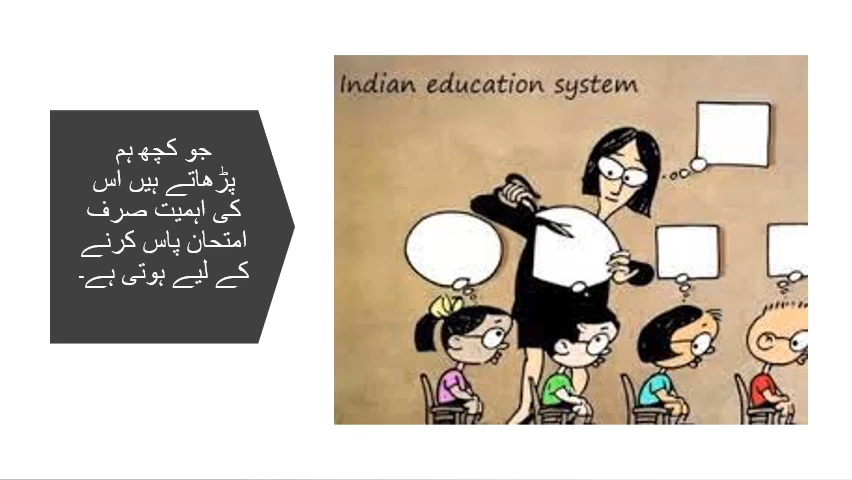 جو کچھ ہم
پڑھاتے ہیں اس
کی اہمیت صرف
امتحان پاس کرنے
کے لیے ہوتی ہے۔
Indian education system